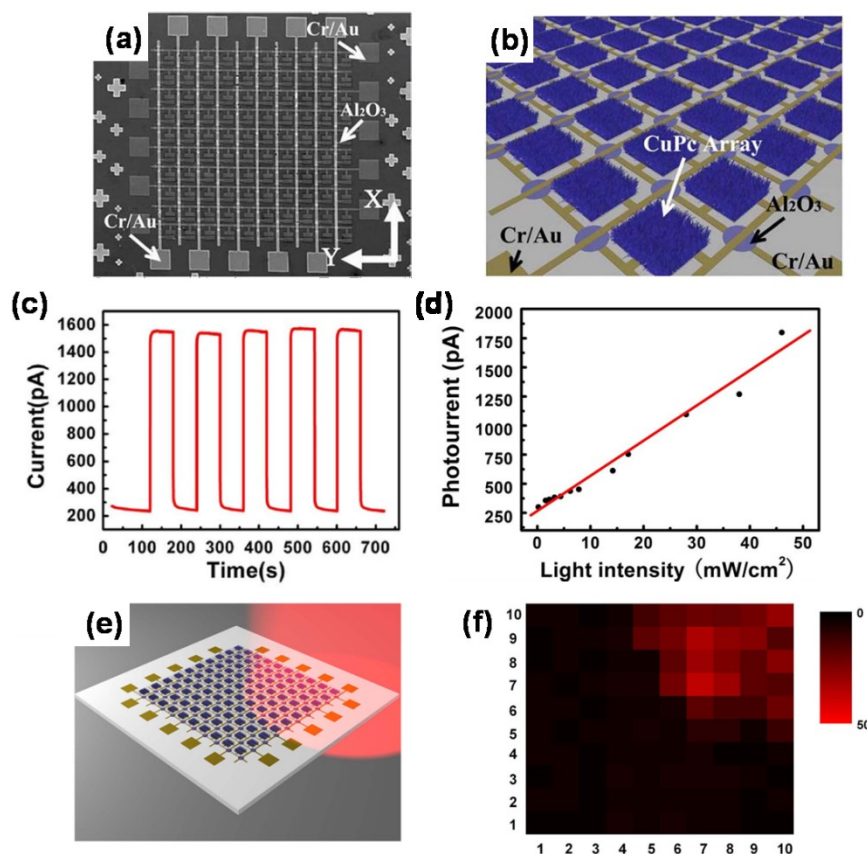 (a)
Cr/Au
Al₂O₃
X
Y
Cr/Au
(b)
CuPc Array
Al₂O₃
Cr/Au
Cr/Au
(c)
1600
1400
1200
1000
800
600
400
200
Current(pA)
0 100 200 300 400 500 600 700
Time(s)
(d)
2000
1750
1500
1250
1000
750
500
250
Photourrent (pA)
0 10 20 30 40 50
Light intensity (mW/cm²)
(e)
(f)
10
9
8
7
6
5
4
3
2
1
1 2 3 4 5 6 7 8 9 10
0
50